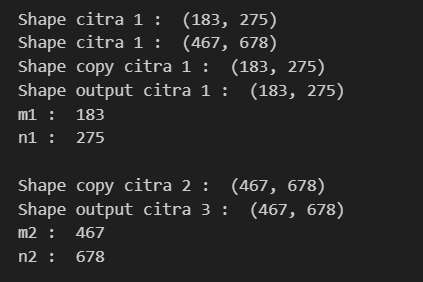 Shape citra 1 :  (183, 275)
Shape citra 1 :  (467, 678)
Shape copy citra 1 :  (183, 275)
Shape output citra 1 :  (183, 275)
m1 :  183
n1 :  275
Shape copy citra 2 :  (467, 678)
Shape output citra 3 :  (467, 678)
m2 :  467
n2 :  678